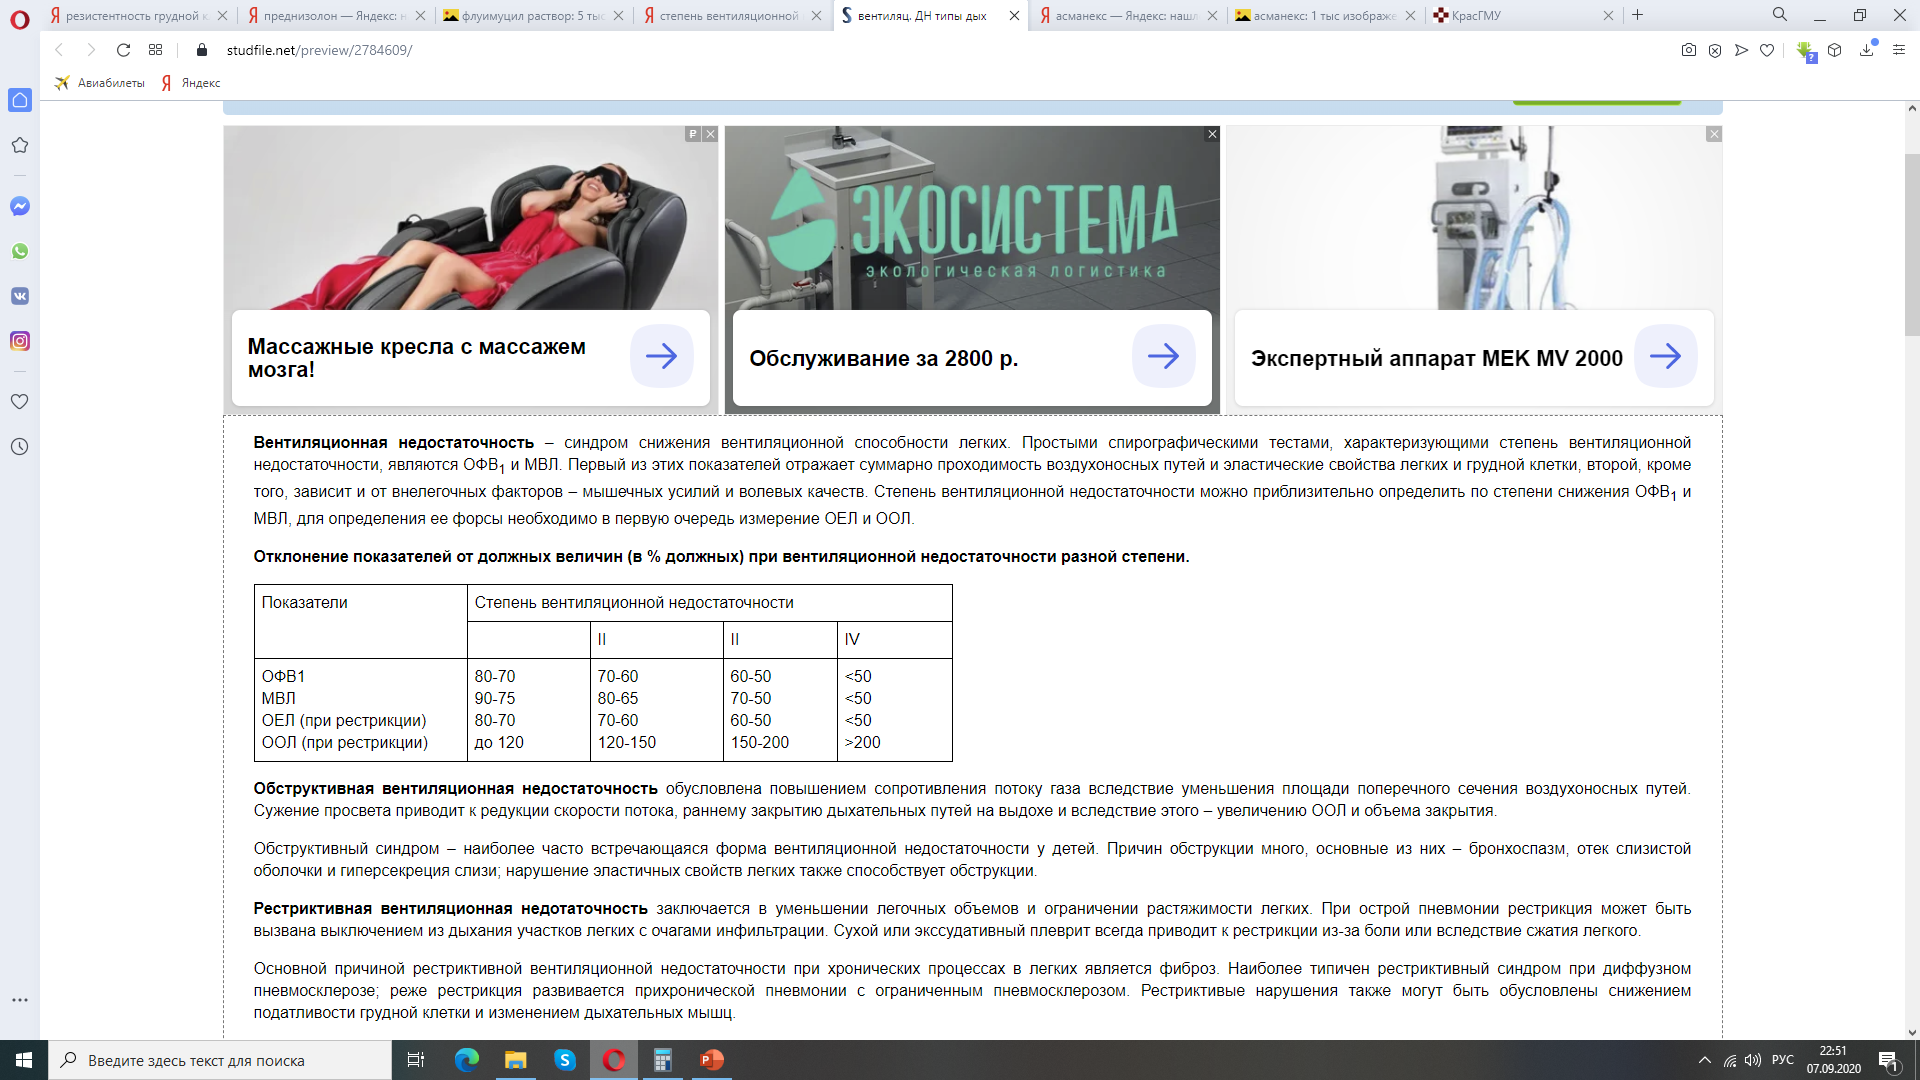 резистентность грудной к
преднизолон — Яндекс: н
флуимуцил раствор: 5 тыс
степень вентиляционной
вентиляц. ДН типы дых
асманекс — Яндекс: нашл
асманекс: 1 тыс изображе
КрасГМУ
studfile.net/preview/2784609/
Авиабилеты
Яндекс
ЭКОСИСТЕМА
экологическая логистика
Массажные кресла с массажем
мозга!
Обслуживание за 2800 р.
Экспертный аппарат MEK MV 2000
Вентиляционная недостаточность – синдром снижения вентиляционной способности легких. Простыми спирографическими тестами, характеризующими степень вентиляционной
недостаточности, являются ОФВ1 и МВЛ. Первый из этих показателей отражает суммарно проходимость воздухоносных путей и эластические свойства легких и грудной клетки, второй, кроме
того, зависит и от внелегочных факторов – мышечных усилий и волевых качеств. Степень вентиляционной недостаточности можно приблизительно определить по степени снижения ОФВ1 и
МВЛ, для определения ее форсы необходимо в первую очередь измерение ОЕЛ и ООЛ.
Отклонение показателей от должных величин (в % должных) при вентиляционной недостаточности разной степени.
Показатели Степень вентиляционной недостаточности
II II IV
ОФВ1 80-70 70-60 60-50 <50
МВЛ 90-75 80-65 70-50 <50
ОЕЛ (при рестрикции) 80-70 70-60 60-50 <50
ООЛ (при рестрикции) до 120 120-150 150-200 >200
Обструктивная вентиляционная недостаточность обусловлена повышением сопротивления потоку газа вследствие уменьшения площади поперечного сечения воздухоносных путей.
Сужение просвета приводит к редукции скорости потока, раннему закрытию дыхательных путей на выдохе и вследствие этого – увеличению ООЛ и объема закрытия.
Обструктивный синдром – наиболее часто встречающаяся форма вентиляционной недостаточности у детей. Причин обструкции много, основные из них – бронхоспазм, отек слизистой
оболочки и гиперсекреция слизи; нарушение эластичных свойств легких также способствует обструкции.
Рестриктивная вентиляционная недотаточность заключается в уменьшении легочных объемов и ограничении растяжимости легких. При острой пневмонии рестрикция может быть
вызвана выключением из дыхания участков легких с очагами инфильтрации. Сухой или экссудативный плеврит всегда приводит к рестрикции из-за боли или вследствие сжатия легкого.
Основной причиной рестриктивной вентиляционной недостаточности при хронических процессах в легких является фиброз. Наиболее типичен рестриктивный синдром при диффузном
пневмосклерозе; реже рестрикция развивается прихронической пневмонии с ограниченным пневмосклерозом. Рестриктивые нарушения также могут быть обусловлены снижением
податливости грудной клетки и изменением дыхательных мышц.
Введите здесь текст для поиска
РУС
22:51
07.09.2020
1